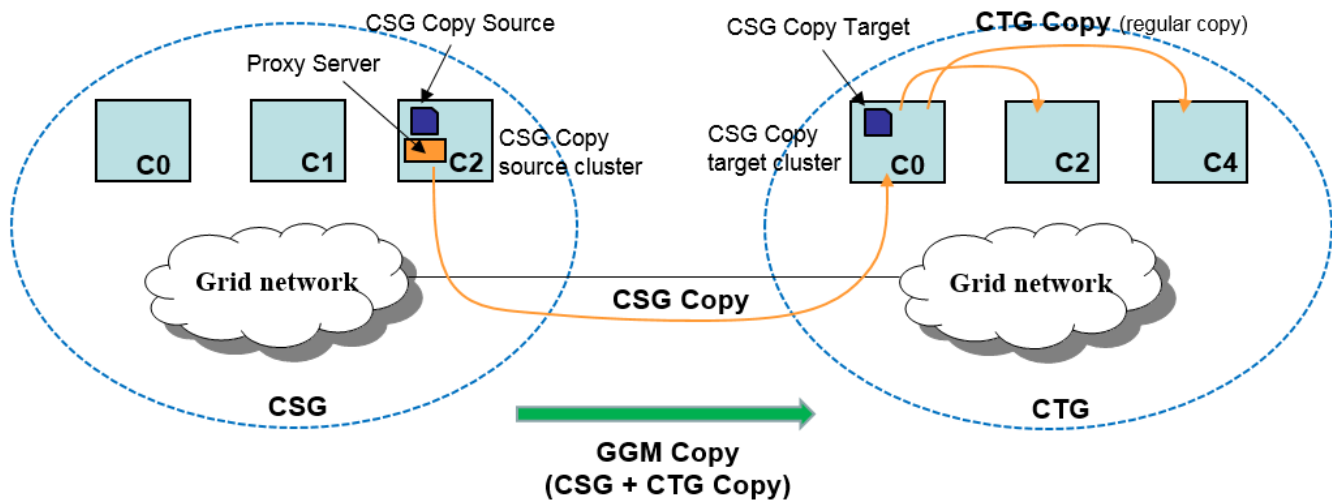 CSG Copy Source
Proxy Server
C0
C1
C2
CSG Copy
source cluster
Grid network
CSG
CSG Copy
GGM Copy
(CSG + CTG Copy)
CSG Copy Target
CTG Copy (regular copy)
CSG Copy
target cluster
C0
C2
C4
Grid network
CTG